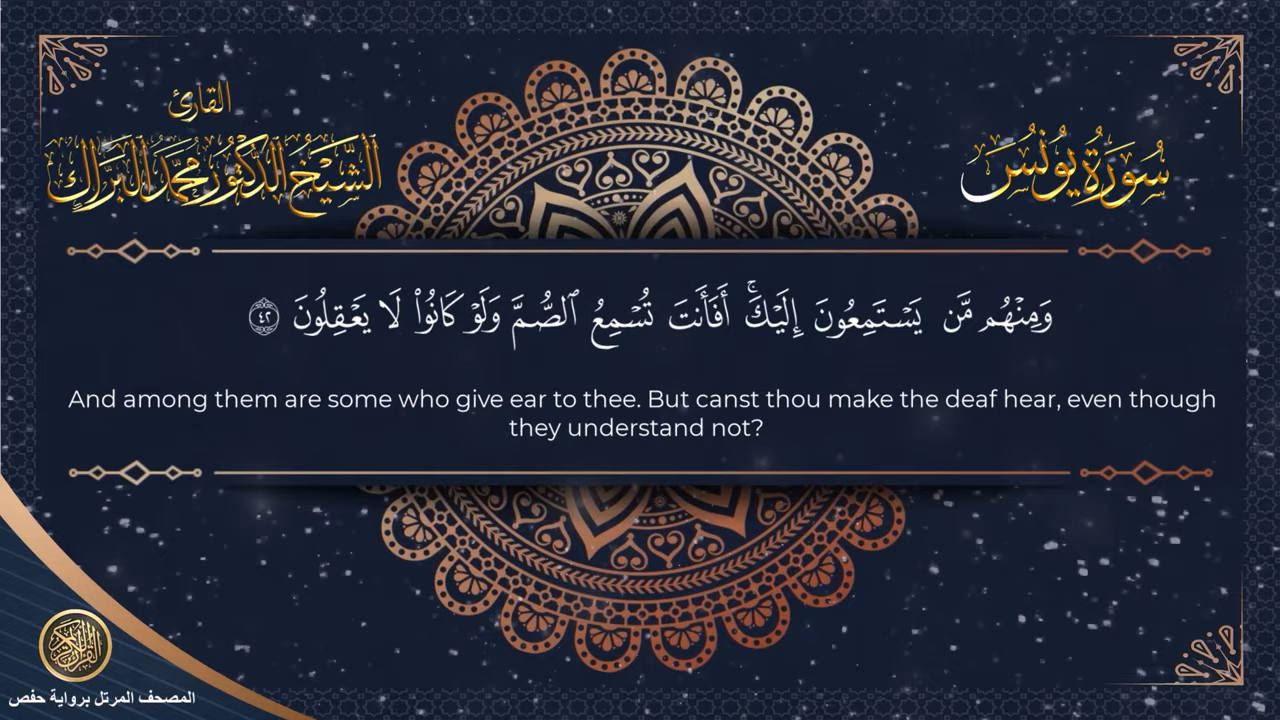 القارئ
الشيخ الدكتور محمد البراك
سُورَةُ يُونُس
وَمِنْهُم مَّن يَسْتَمِعُونَ إِلَيْكَ ۚ أَفَأَنتَ تُسْمِعُ ٱلصُّمَّ وَلَوْ كَانُوا۟ لَا يَعْقِلُونَ ٤٢
And among them are some who give ear to thee. But canst thou make the deaf hear, even though
they understand not?
القرآن الكريم
المصحف المرتل برواية حفص